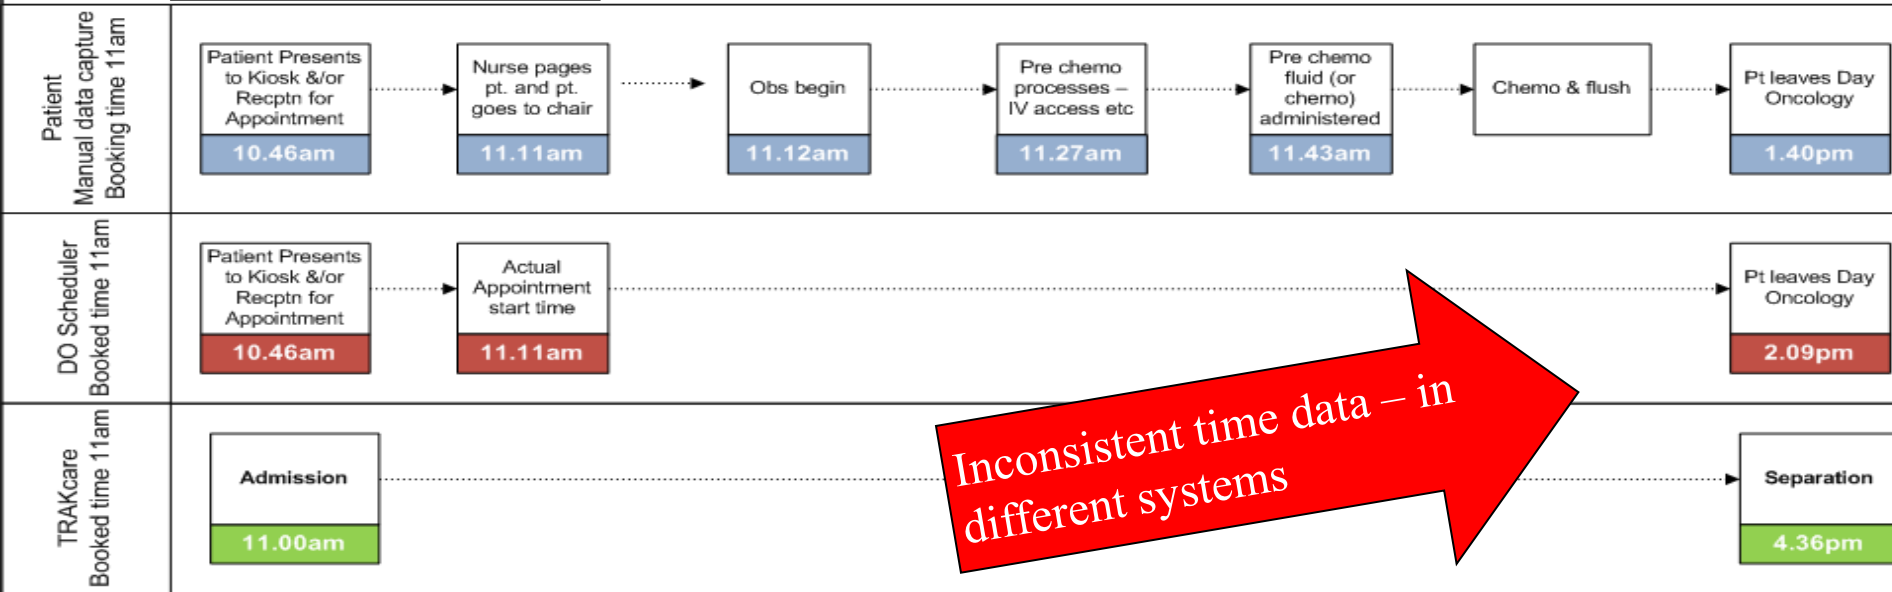 Patient
Manual data capture
Booking time 11am
Patient Presents
to Kiosk &/or
Recptn for
Appointment
10.46am
Nurse pages
pt. and pt.
goes to chair
11.11am
Obs begin
11.12am
Pre chemo
processes –
IV access etc
11.27am
Pre chemo
fluid (or
chemo)
administered
11.43am
Chemo & flush
Pt leaves Day
Oncology
1.40pm
DO Scheduler
Booked time 11am
Patient Presents
to Kiosk &/or
Recptn for
Appointment
10.46am
Actual
Appointment
start time
11.11am
Pt leaves Day
Oncology
2.09pm
TRAKcare
Booked time 11am
Admission
11.00am
Inconsistent time data – in
different systems
Separation
4.36pm